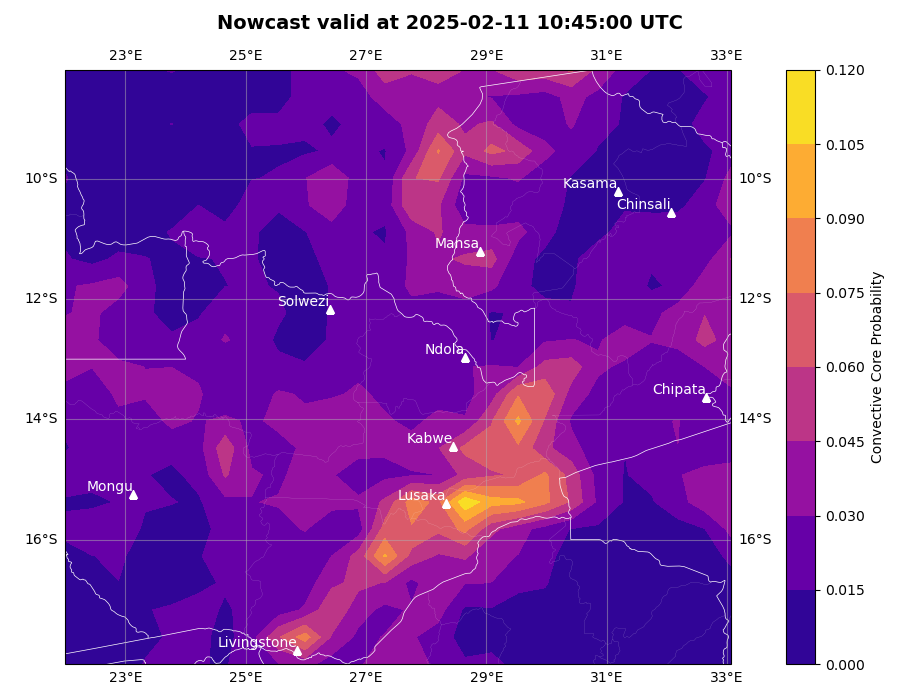 Nowcast valid at 2025-02-11 10:45:00 UTC
23°E 25°E 27°E 29°E 31°E 33°E
0.120
0.105
10°S 10°S
Kasama
Chinsali
0.090
Mansa
12°S 12°S
Solwezi
0.075
Ndola
0.060
Chipata
14°S 14°S
Kabwe
0.045
Mongu
Lusaka
0.030
16°S 16°S
0.015
Livingstone
0.000
23°E 25°E 27°E 29°E 31°E 33°E
Convective Core Probability